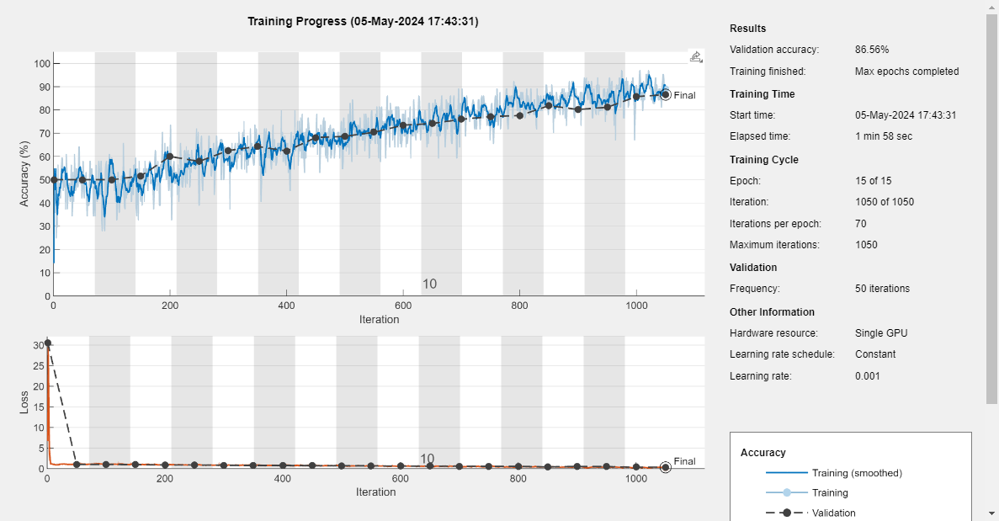 Training Progress (05-May-2024 17:43:31)
100
90
80
70
60
50
40
30
20
10
0
Accuracy (%)
Final
10
0
200
400
600
800
1000
Iteration
30
25
20
15
10
5
0
Loss
10
Final
0
200
400
600
800
1000
Iteration
Results
Validation accuracy: 86.56%
Training finished: Max epochs completed
Training Time
Start time: 05-May-2024 17:43:31
Elapsed time: 1 min 58 sec
Training Cycle
Epoch: 15 of 15
Iteration: 1050 of 1050
Iterations per epoch: 70
Maximum iterations: 1050
Validation
Frequency: 50 iterations
Other Information
Hardware resource: Single GPU
Learning rate schedule: Constant
Learning rate: 0.001
Accuracy
Training (smoothed)
Training
Validation